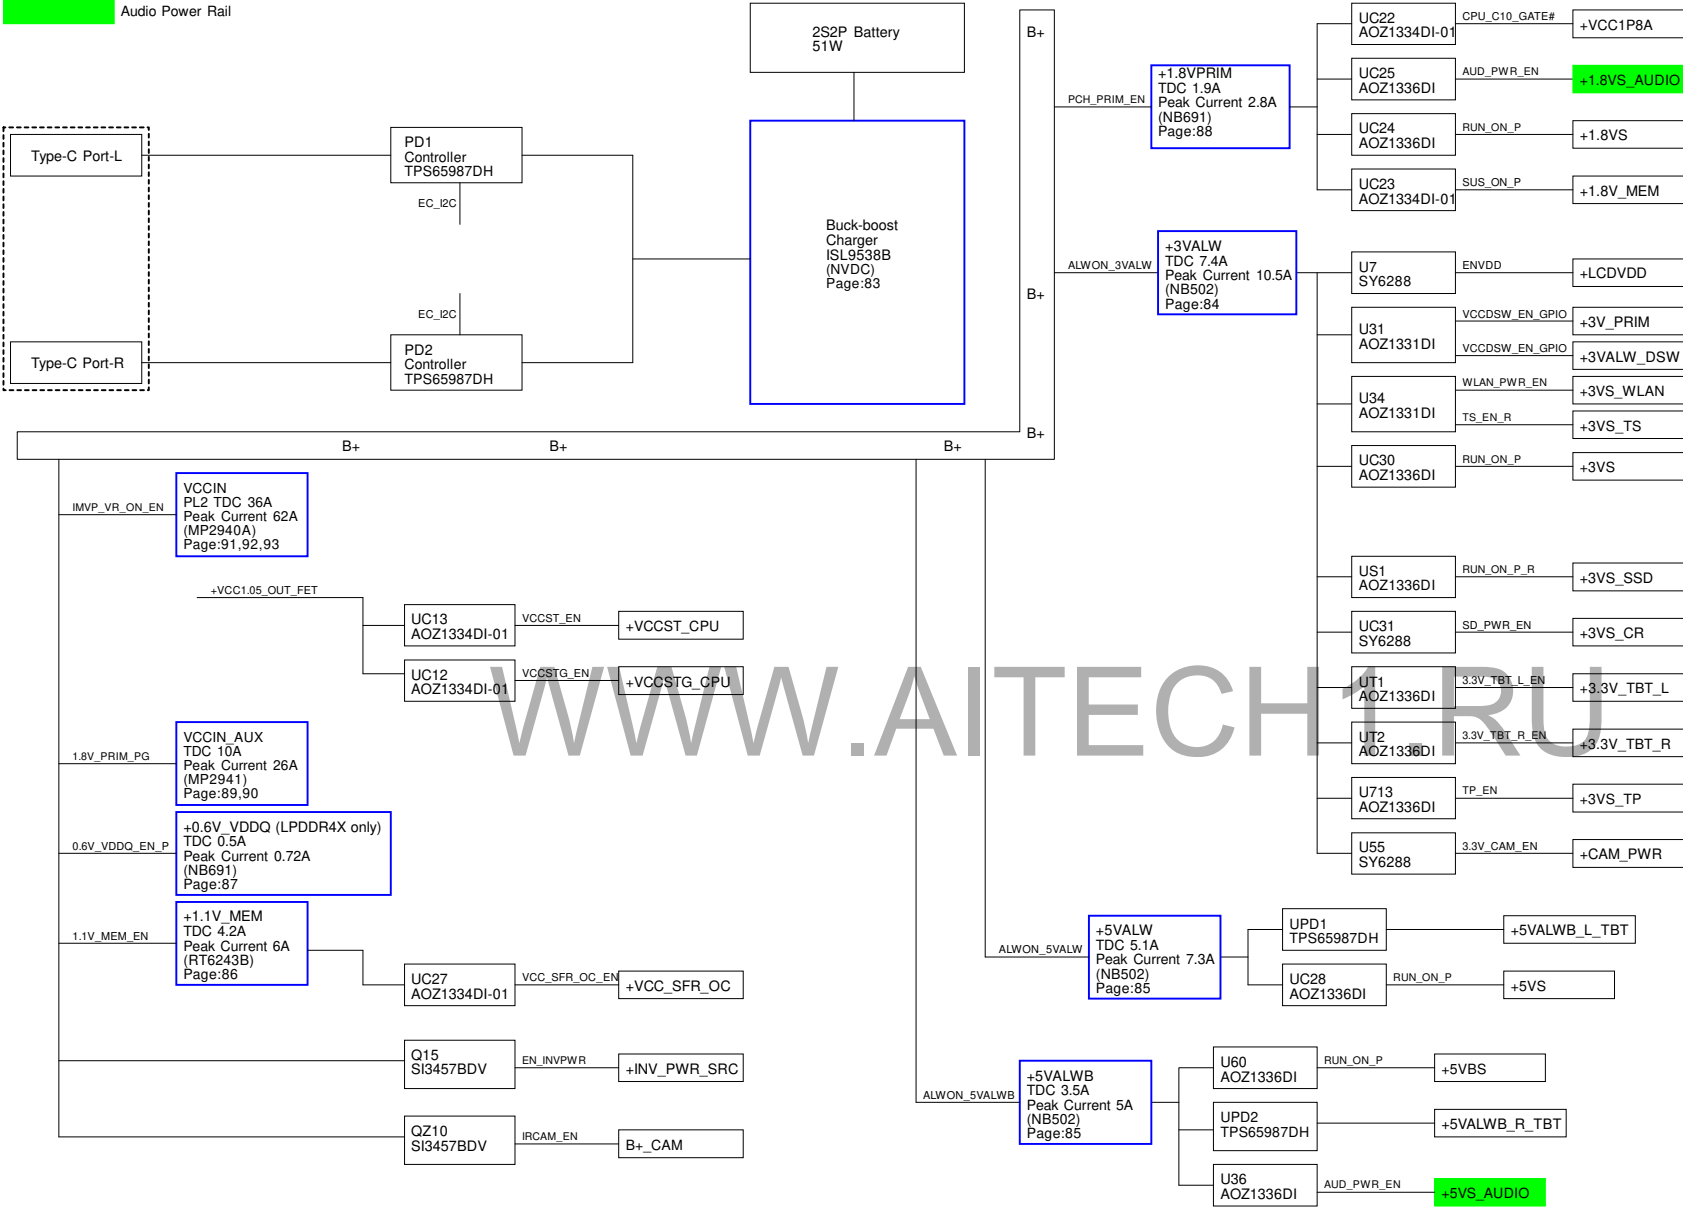 Audio Power Rail
2S2P Battery
51W
Type-C Port-L
PD1
Controller
TPS65987DH
EC_I2C
EC_I2C
Type-C Port-R
PD2
Controller
TPS65987DH
Buck-boost
Charger
ISL9538B
(NVDC)
Page:83
B+
B+
B+
B+
B+
B+
PCH_PRIM_EN
+1.8VPRIM
TDC 1.9A
Peak Current 2.8A
(NB691)
Page:88
UC22
AOZ1334DI-01
CPU_C10_GATE#
+VCC1P8A
UC25
AOZ1336DI
AUD_PWR_EN
+1.8VS_AUDIO
UC24
AOZ1336DI
RUN_ON_P
+1.8VS
UC23
AOZ1334DI-01
SUS_ON_P
+1.8V_MEM
ALWON_3VALW
+3VALW
TDC 7.4A
Peak Current 10.5A
(NB502)
Page:84
U7
SY6288
ENVDD
+LCDVDD
U31
AOZ1331DI
VCCDSW_EN_GPIO
+3V_PRIM
VCCDSW_EN_GPIO
+3VALW_DSW
U34
AOZ1331DI
WLAN_PWR_EN
+3VS_WLAN
TS_EN_R
+3VS_TS
UC30
AOZ1336DI
RUN_ON_P
+3VS
US1
AOZ1336DI
RUN_ON_P_R
+3VS_SSD
UC31
SY6288
SD_PWR_EN
+3VS_CR
UT1
AOZ1336DI
3.3V_TBT_L_EN
+3.3V_TBT_L
UT2
AOZ1336DI
3.3V_TBT_R_EN
+3.3V_TBT_R
U713
AOZ1336DI
TP_EN
+3VS_TP
U55
SY6288
3.3V_CAM_EN
+CAM_PWR
IMVP_VR_ON_EN
VCCIN
PL2 TDC 36A
Peak Current 62A
(MP2940A)
Page:91,92,93
+VCC1.05_OUT_FET
UC13
AOZ1334DI-01
VCCST_EN
+VCCST_CPU
UC12
AOZ1334DI-01
VCCSTG_EN
+VCCSTG_CPU
WWW.AITECH1.RU
1.8V_PRIM_PG
VCCIN_AUX
TDC 10A
Peak Current 26A
(MP2941)
Page:89,90
0.6V_VDDQ_EN_P
+0.6V_VDDQ (LPDDR4X only)
TDC 0.5A
Peak Current 0.72A
(NB691)
Page:87
1.1V_MEM_EN
+1.1V_MEM
TDC 4.2A
Peak Current 6A
(RT6243B)
Page:86
UC27
AOZ1334DI-01
VCC_SFR_OC_EN
+VCC_SFR_OC
Q15
SI3457BDV
EN_INVPWR
+INV_PWR_SRC
QZ10
SI3457BDV
IRCAM_EN
B+_CAM
ALWON_5VALW
+5VALW
TDC 5.1A
Peak Current 7.3A
(NB502)
Page:85
UPD1
TPS65987DH
+5VALWB_L_TBT
UC28
AOZ1336DI
RUN_ON_P
+5VS
ALWON_5VALWB
+5VALWB
TDC 3.5A
Peak Current 5A
(NB502)
Page:85
U60
AOZ1336DI
RUN_ON_P
+5VBS
UPD2
TPS65987DH
+5VALWB_R_TBT
U36
AOZ1336DI
AUD_PWR_EN
+5VS_AUDIO